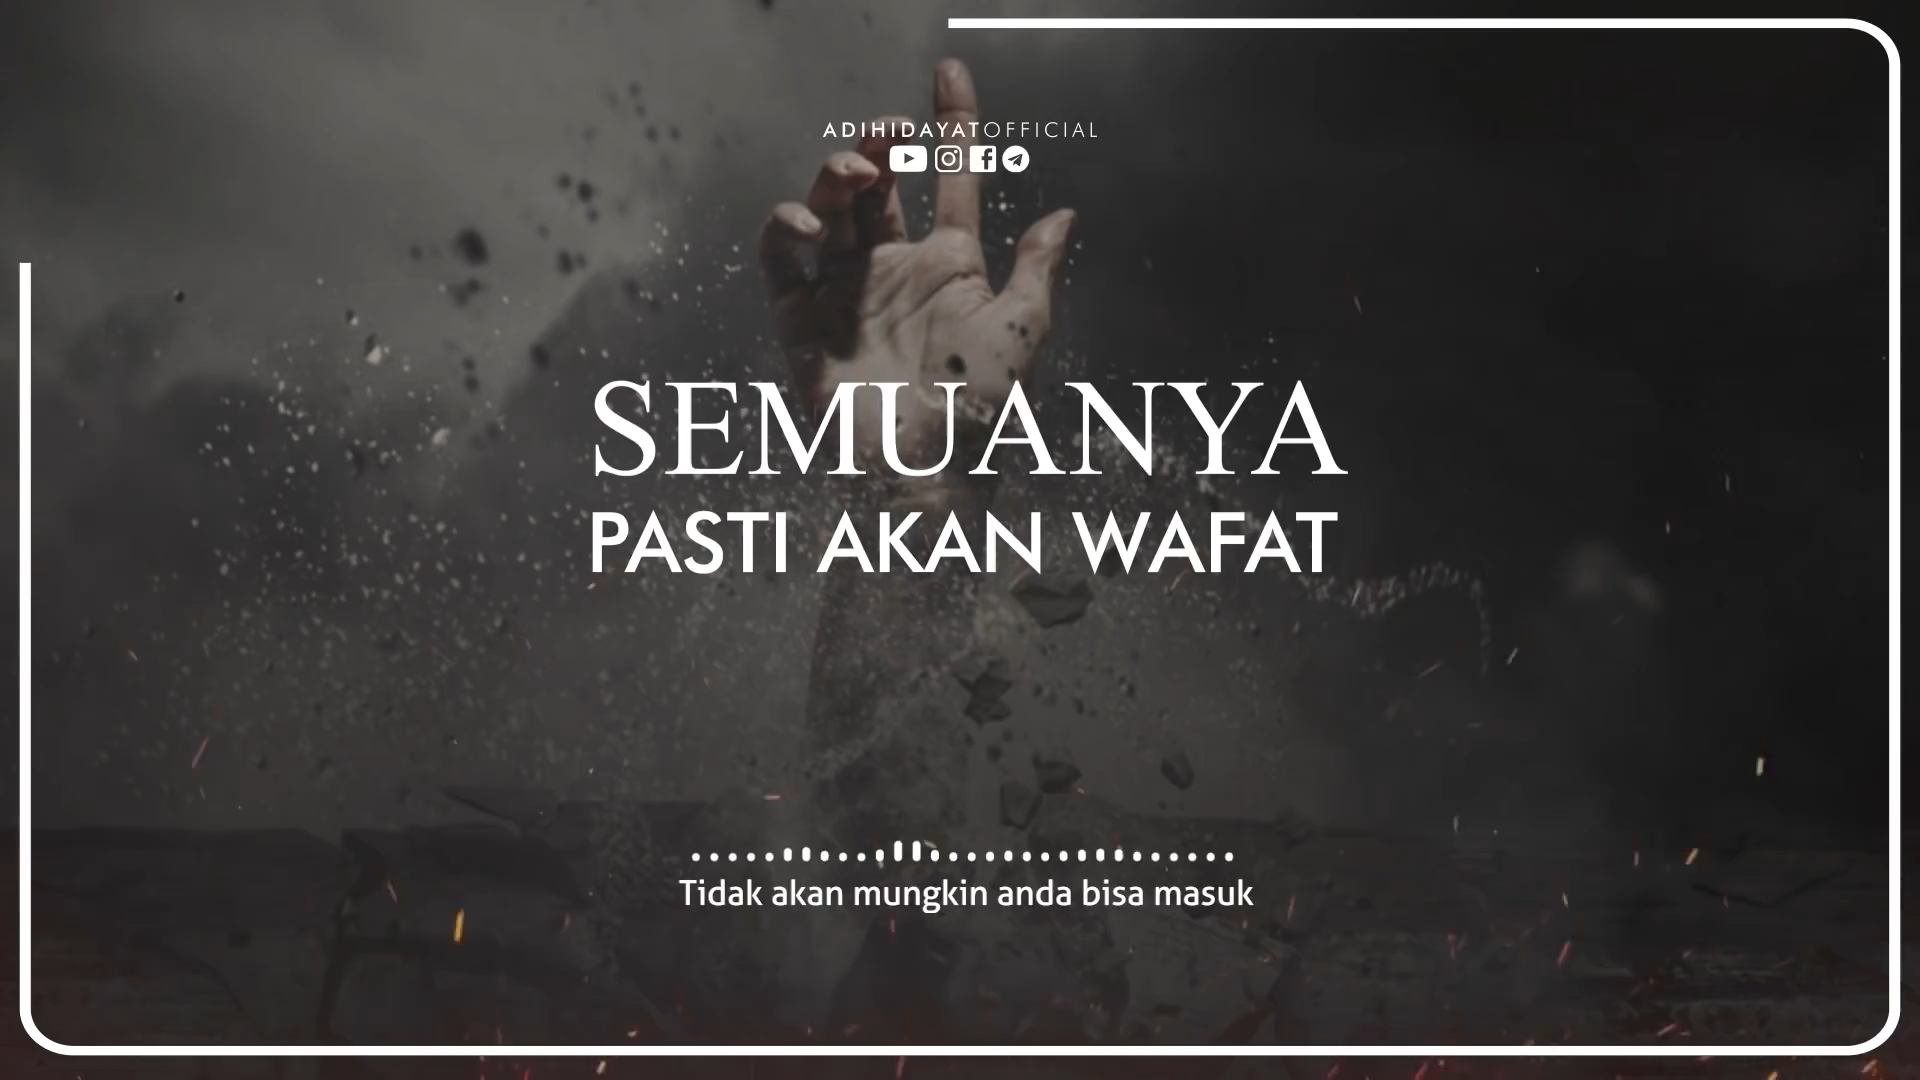 ADIHIDAYATOFFICIAL
SEMUANYA
PASTI AKAN WAFAT
Tidak akan mungkin anda bisa masuk